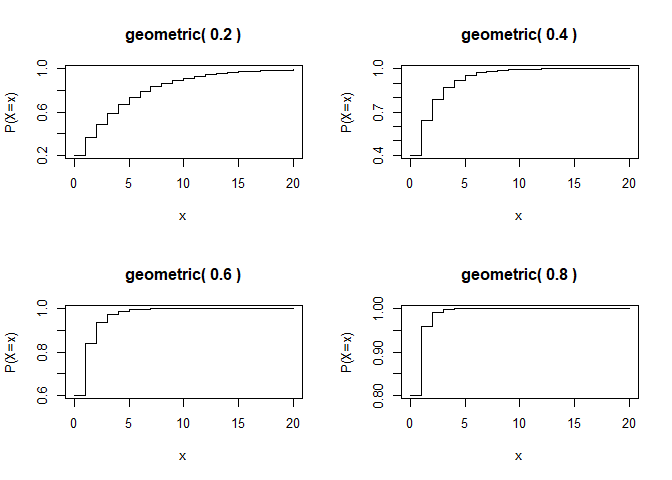 geometric( 0.2 )
P(X=x)
1.0
0.6
0.2
0 5 10 15 20
x
geometric( 0.4 )
P(X=x)
1.0
0.7
0.4
0 5 10 15 20
x
geometric( 0.6 )
P(X=x)
1.0
0.8
0.6
0 5 10 15 20
x
geometric( 0.8 )
P(X=x)
1.00
0.90
0.80
0 5 10 15 20
x